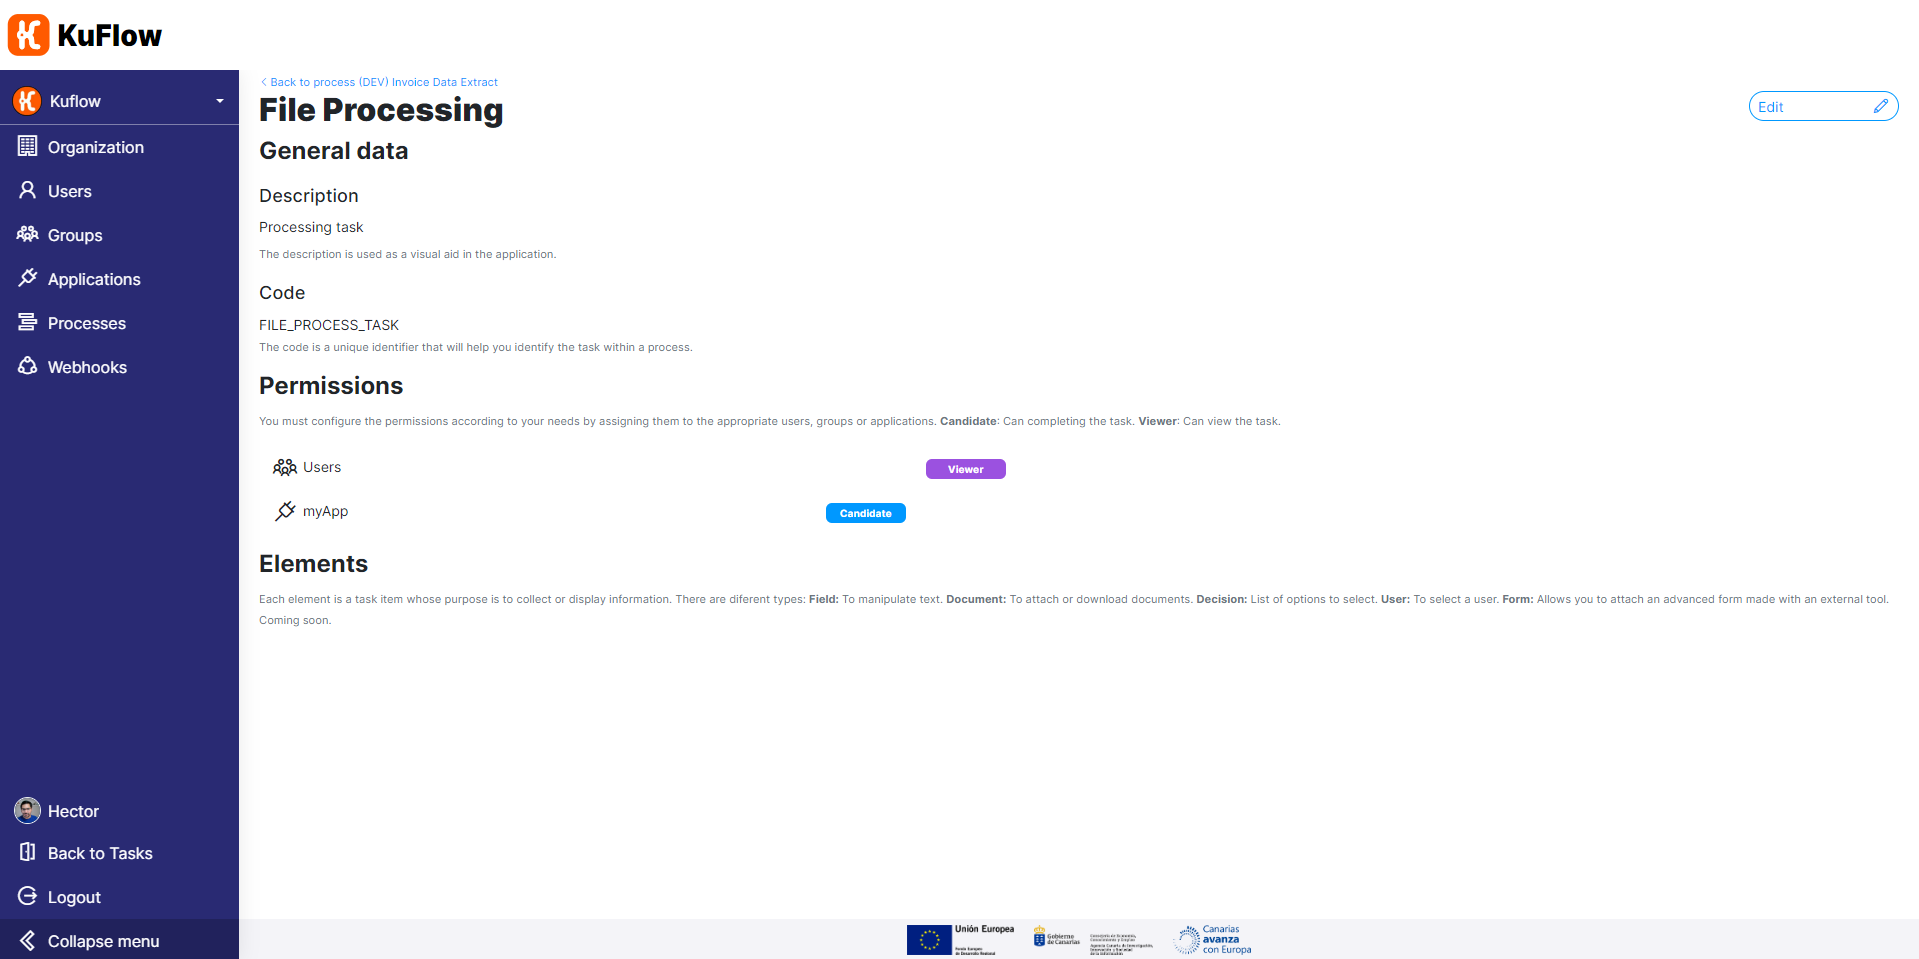 KuFlow
Kuflow
Organization
Users
Groups
Applications
Processes
Webhooks
Hector
Back to Tasks
Logout
Collapse menu
Back to process (DEV) Invoice Data Extract
File Processing
Edit
General data
Description
Processing task
The description is used as a visual aid in the application.
Code
FILE_PROCESS_TASK
The code is a unique identifier that will help you identify the task within a process.
Permissions
You must configure the permissions according to your needs by assigning them to the appropriate users, groups or applications. Candidate: Can completing the task. Viewer: Can view the task.
Users
Viewer
myApp
Candidate
Elements
Each element is a task item whose purpose is to collect or display information. There are diferent types: Field: To manipulate text. Document: To attach or download documents. Decision: List of options to select. User: To select a user. Form: Allows you to attach an advanced form made with an external tool.
Coming soon.
Unión Europea
Fondo Europeo
de Desarrollo Regional
Gobierno
de Canarias
Canarias
avanza
con Europa